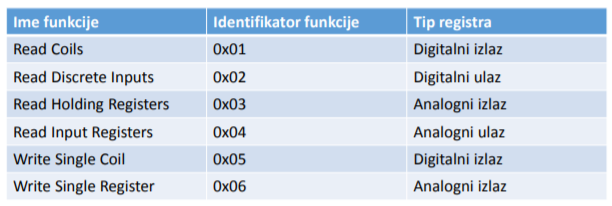 Ime funkcije Identifikator funkcije Tip registra
Read Coils 0x01 Digitalni izlaz
Read Discrete Inputs 0x02 Digitalni ulaz
Read Holding Registers 0x03 Analogni izlaz
Read Input Registers 0x04 Analogni ulaz
Write Single Coil 0x05 Digitalni izlaz
Write Single Register 0x06 Analogni izlaz